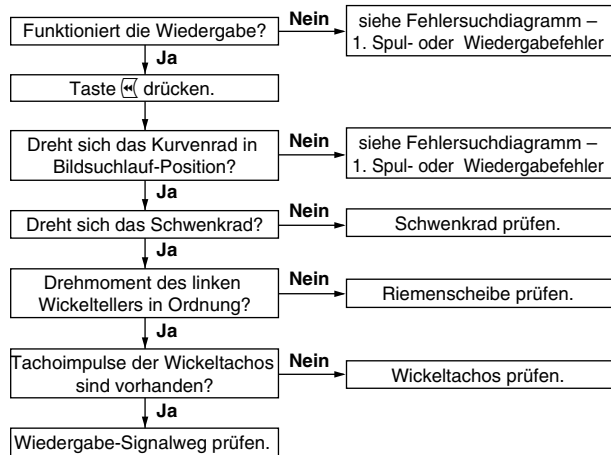 Funktioniert die Wiedergabe?
Nein
siehe Fehlersuchdiagramm –
1. Spul- oder Wiedergabefehler
Ja
Taste drücken.
Dreht sich das Kurvenrad in
Bildsuchlauf-Position?
Nein
siehe Fehlersuchdiagramm –
1. Spul- oder Wiedergabefehler
Ja
Dreht sich das Schwenkrad?
Nein
Schwenkrad prüfen.
Ja
Drehmoment des linken
Wickeltellers in Ordnung?
Nein
Riemenscheibe prüfen.
Ja
Tachoimpulse der Wickeltachos
sind vorhanden?
Nein
Wickeltachos prüfen.
Ja
Wiedergabe-Signalweg prüfen.